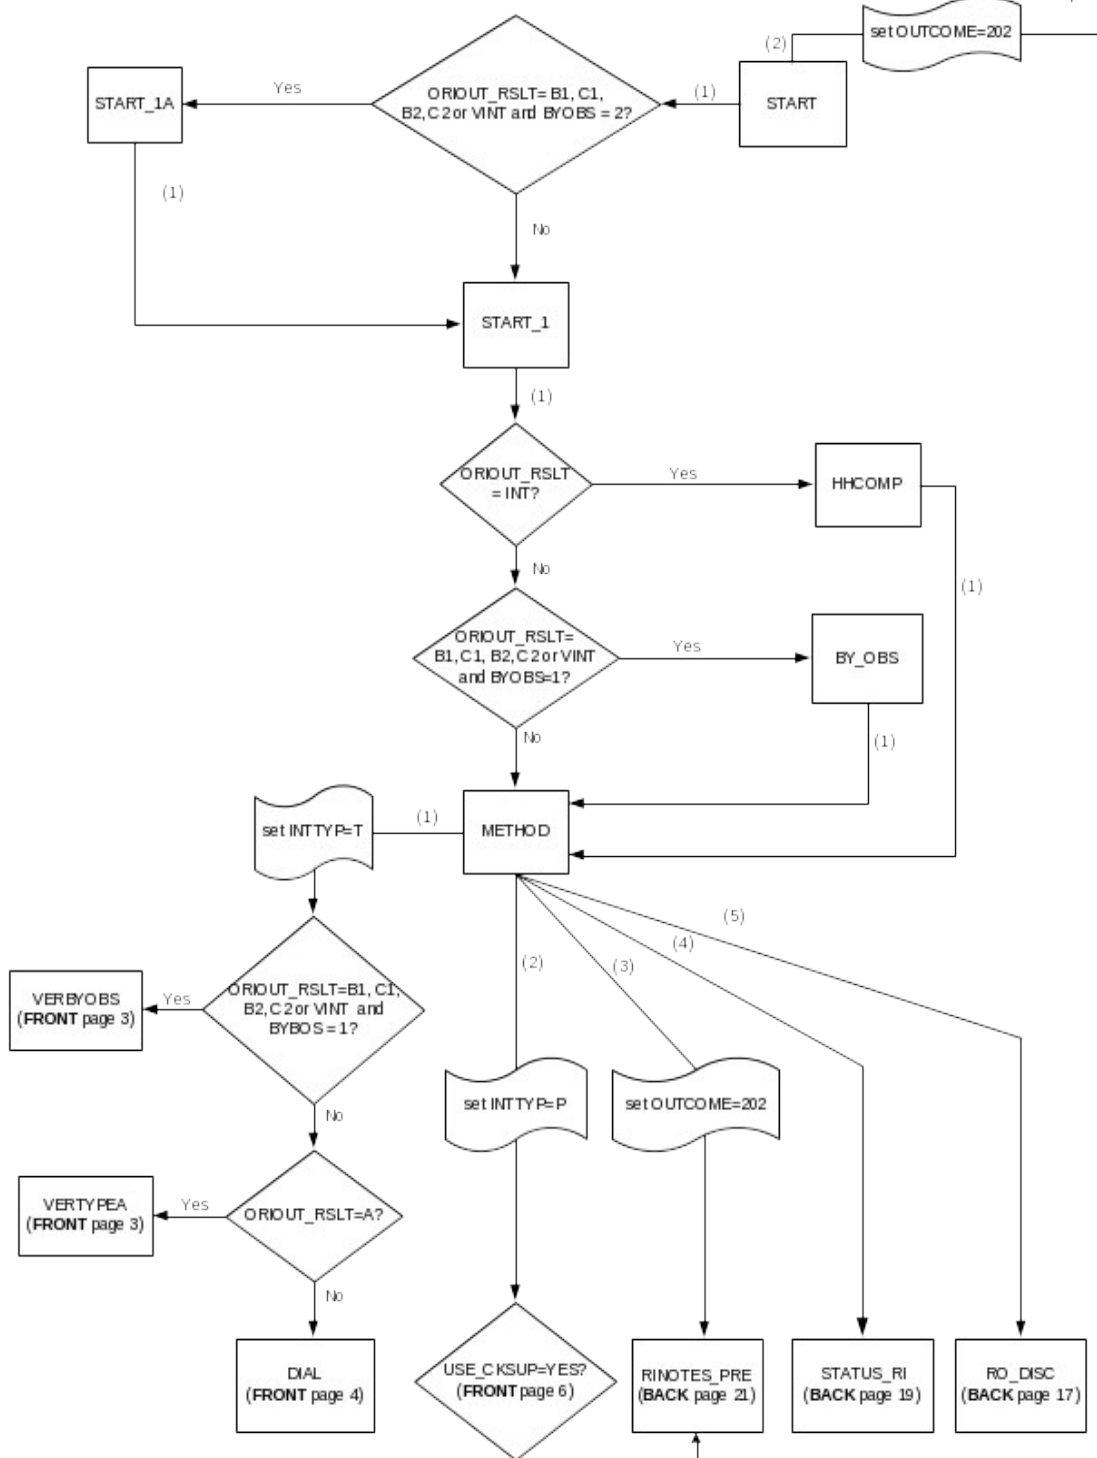 set OUTCOME=202
(2)
START_1A
Yes
ORIOUT_RSLT= B1, C1,
B2, C2 or VINT and BYOBS = 2?
(1)
START
(1)
No
START_1
(1)
ORIOUT_RSLT
= INT?
Yes
HHCOMP
No
(1)
ORIOUT_RSLT=
B1, C1, B2, C2 or VINT
and BYOBS=1?
Yes
BY_OBS
No
(1)
set INTTYP=T
(1)
METHOD
(5)
(4)
(2)
(3)
VERBYOBS
(FRONT page 3)
Yes
ORIOUT_RSLT=B1, C1,
B2, C2 or VINT and
BYBOS = 1?
set INTTYP=P
set OUTCOME=202
No
VERTYPEA
(FRONT page 3)
Yes
ORIOUT_RSLT=A?
No
DIAL
(FRONT page 4)
USE_CKSUP=YES?
(FRONT page 6)
RINOTES_PRE
(BACK page 21)
STATUS_RI
(BACK page 19)
RO_DISC
(BACK page 17)